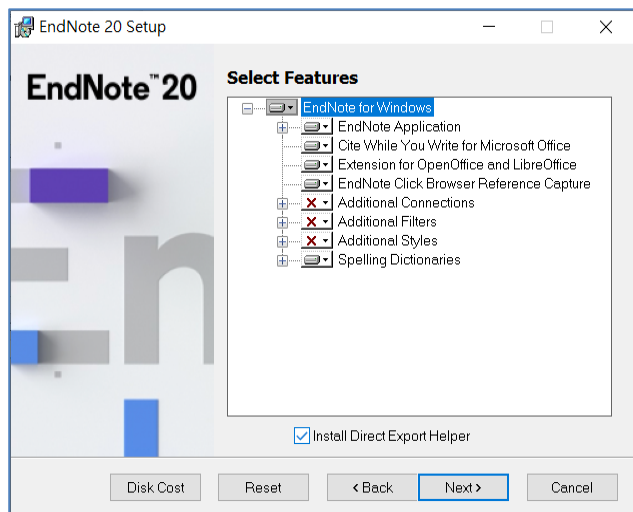 EndNote 20 Setup
EndNote™20
Select Features
EndNote for Windows
EndNote Application
Cite While You Write for Microsoft Office
Extension for OpenOffice and LibreOffice
EndNote Click Browser Reference Capture
Additional Connections
Additional Filters
Additional Styles
Spelling Dictionaries
Install Direct Export Helper
Disk Cost
Reset
< Back
Next >
Cancel